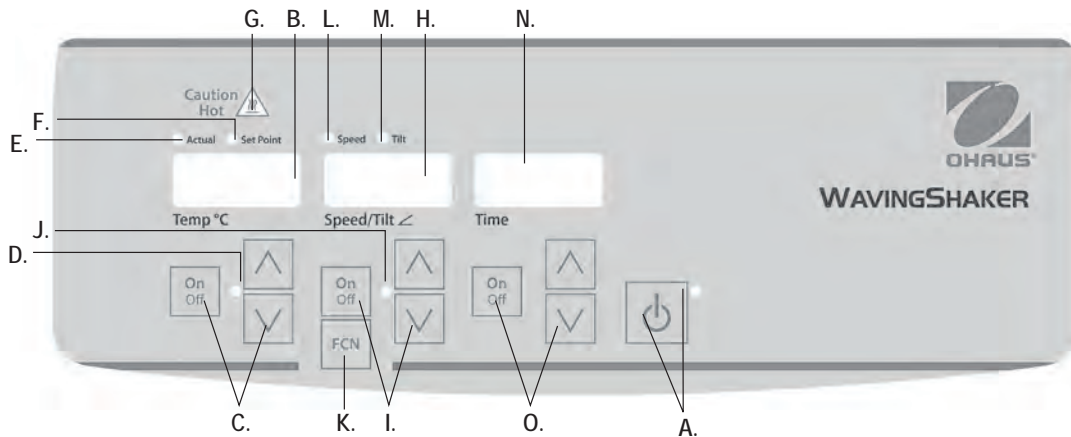 G. B. L. M. H. N.
Caution
Hot
F.
E.
Actual Set Point Speed Tilt
OHAUS
WAVINGSHAKER
Temp °C Speed/Tilt ∠ Time
J.
D.
On
Off
On
Off
On
Off
FCN
C. K. I. O. A.